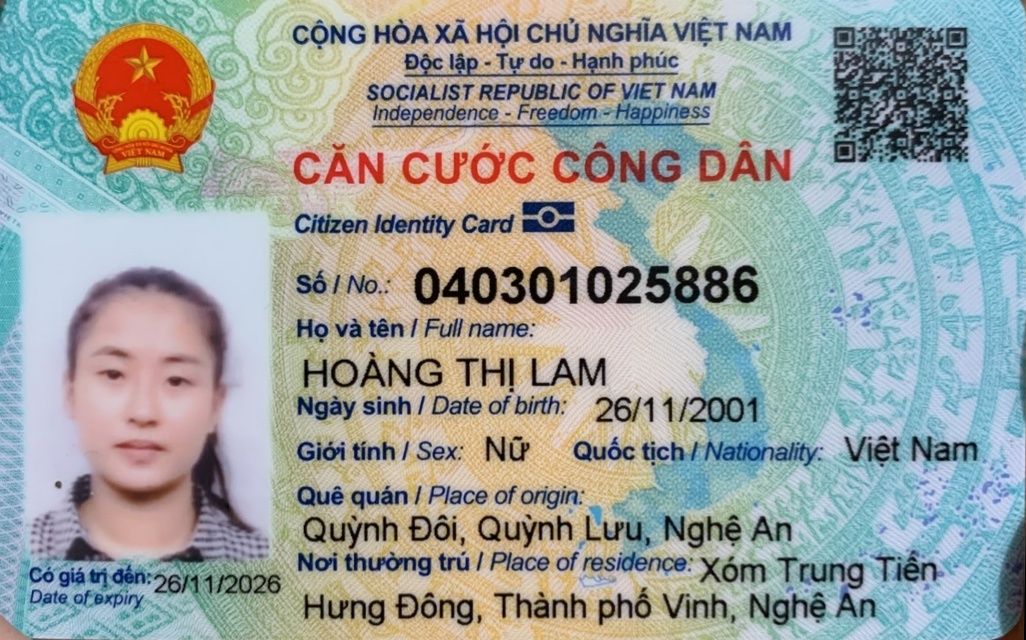 CỘNG HÒA XÃ HỘI CHỦ NGHĨA VIỆT NAM
Độc lập - Tự do - Hạnh phúc
SOCIALIST REPUBLIC OF VIET NAM
Independence - Freedom - Happiness
VIỆT NAM
CĂN CƯỚC CÔNG DÂN
Citizen Identity Card
Số / No.: 040301025886
Họ và tên / Full name:
HOÀNG THỊ LAM
Ngày sinh / Date of birth: 26/11/2001
Giới tính / Sex: Nữ Quốc tịch / Nationality: Việt Nam
Quê quán / Place of origin:
Quỳnh Đôi, Quỳnh Lưu, Nghệ An
Nơi thường trú / Place of residence: Xóm Trung Tiến
Hưng Đông, Thành phố Vinh, Nghệ An
Có giá trị đến: 26/11/2026
Date of expiry